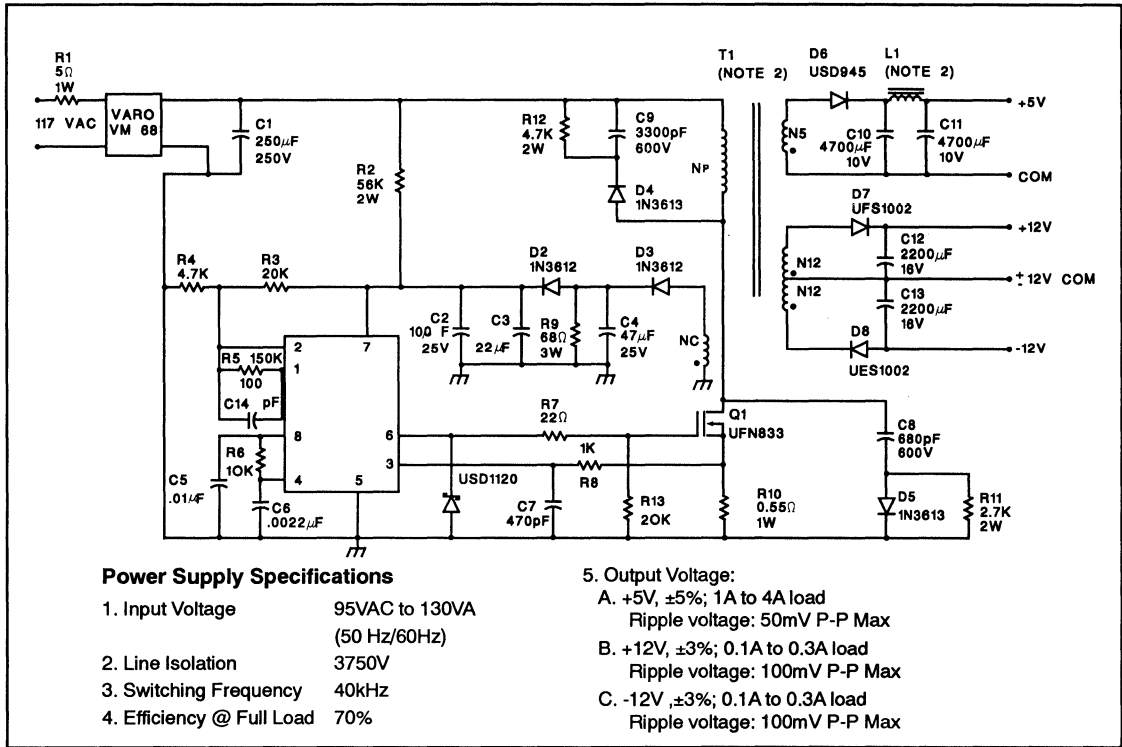 R1
5Ω
1W
117 VAC
VARO
VM 68
C1
250µF
250V
R2
56K
2W
R12
4.7K
2W
C9
3300pF
600V
D4
1N3613
NP
T1
(NOTE 2)
D6
USD945
L1
(NOTE 2)
+5V
N5
C10
4700µF
10V
C11
4700µF
10V
COM
D7
UFS1002
+12V
N12
N12
C12
2200µF
16V
± 12V COM
C13
2200µF
16V
D8
UES1002
-12V
R4
4.7K
R3
20K
D2
1N3612
D3
1N3612
C2
100 F
25V
C3
22µF
R9
68Ω
3W
C4
47µF
25V
NC
2
7
R5 150K
1
100
C14 pF
8
6
R6
10K
3
4
5
C5
.01µF
C6
.0022µF
USD1120
R7
22Ω
1K
R8
C7
470pF
R13
20K
Q1
UFN833
R10
0.55Ω
1W
C8
680pF
600V
D5
1N3613
R11
2.7K
2W
Power Supply Specifications
1. Input Voltage 95VAC to 130VA
(50 Hz/60Hz)
2. Line Isolation 3750V
3. Switching Frequency 40kHz
4. Efficiency @ Full Load 70%
5. Output Voltage:
A. +5V, ±5%; 1A to 4A load
Ripple voltage: 50mV P-P Max
B. +12V, ±3%; 0.1A to 0.3A load
Ripple voltage: 100mV P-P Max
C. -12V ,±3%; 0.1A to 0.3A load
Ripple voltage: 100mV P-P Max